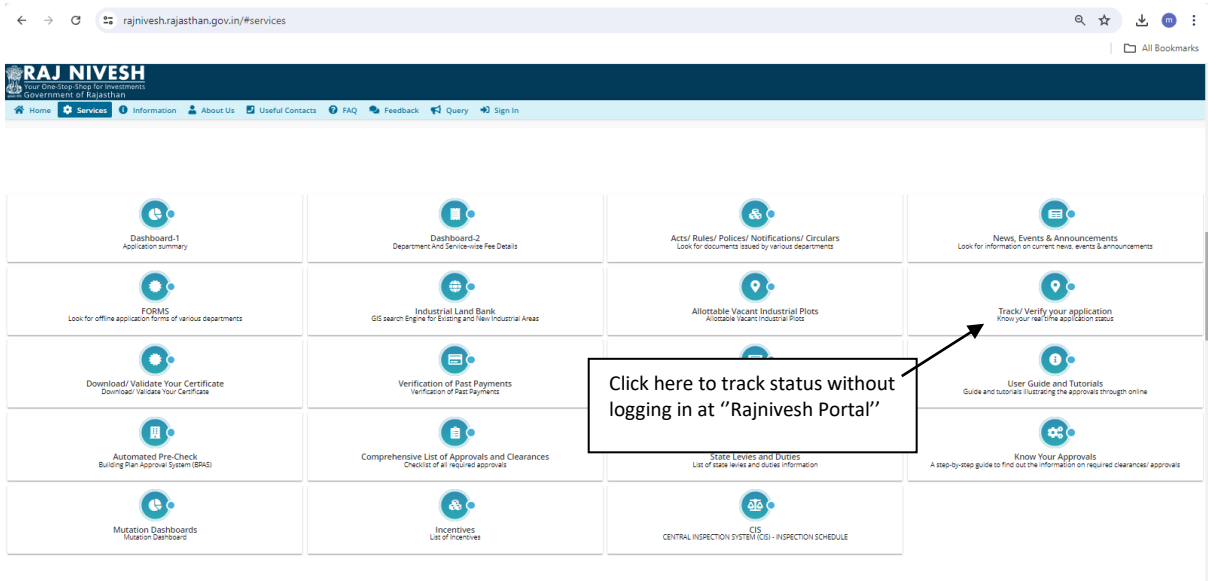 rajnivesh.rajasthan.gov.in/#services
m
All Bookmarks
RAJ NIVESH
Your One-Stop-Shop for Investments
Government of Rajasthan
Home Services Information About Us Useful Contacts FAQ Feedback Query Sign In
Dashboard-1
Application summary
Dashboard-2
Department And Service-wise Fee Details
Acts/ Rules/ Polices/ Notifications/ Circulars
Look for documents issued by various departments
News, Events & Announcements
Look for information on current news, events & announcements
FORMS
Look for offline application forms of various departments
Industrial Land Bank
GIS search Engine for Existing and New Industrial Areas
Allottable Vacant Industrial Plots
Allottable Vacant Industrial Plots
Track/ Verify your application
Know your real time application status
Download/ Validate Your Certificate
Download/ Validate Your Certificate
Verification of Past Payments
Verification of Past Payments
Click here to track status without
logging in at ‘’Rajnivesh Portal’’
User Guide and Tutorials
Guide and tutorials illustrating the approvals througth online
Automated Pre-Check
Building Plan Approval System (BPAS)
Comprehensive List of Approvals and Clearances
Checklist of all required approvals
State Levies and Duties
List of state levies and duties information
Know Your Approvals
A step-by-step guide to find out the information on required clearances/ approvals
Mutation Dashboards
Mutation Dashboard
Incentives
List of Incentives
CIS
CENTRAL INSPECTION SYSTEM (CIS) - INSPECTION SCHEDULE